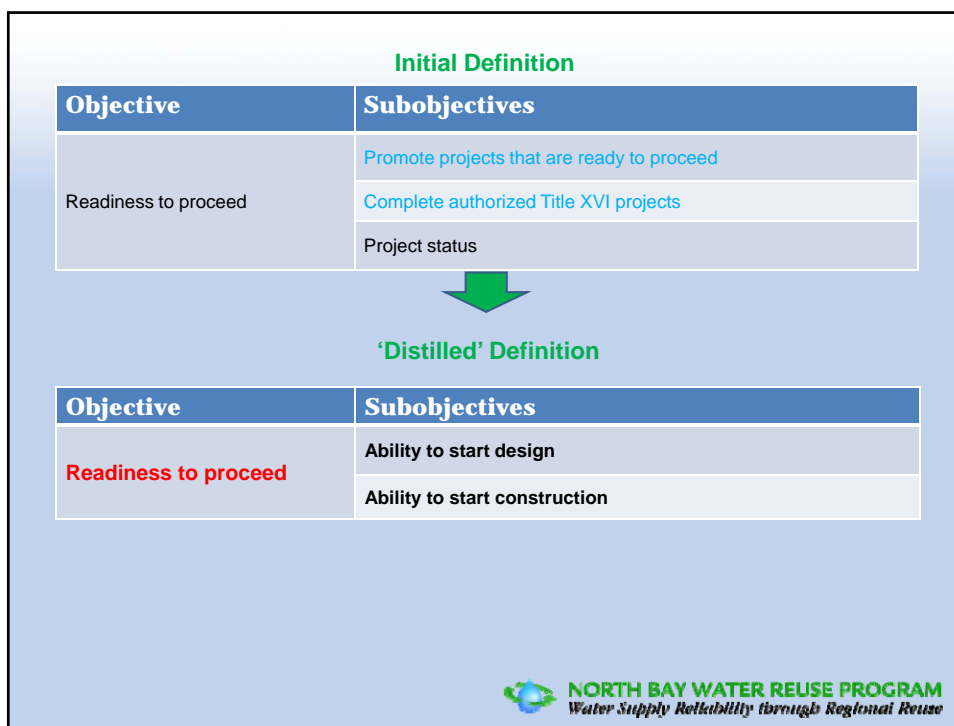 Initial Definition
Objective Subobjectives
Readiness to proceed
Promote projects that are ready to proceed
Complete authorized Title XVI projects
Project status
‘Distilled’ Definition
Objective Subobjectives
Readiness to proceed
Ability to start design
Ability to start construction
NORTH BAY WATER REUSE PROGRAM
Water Supply Reliability through Regional Reuse